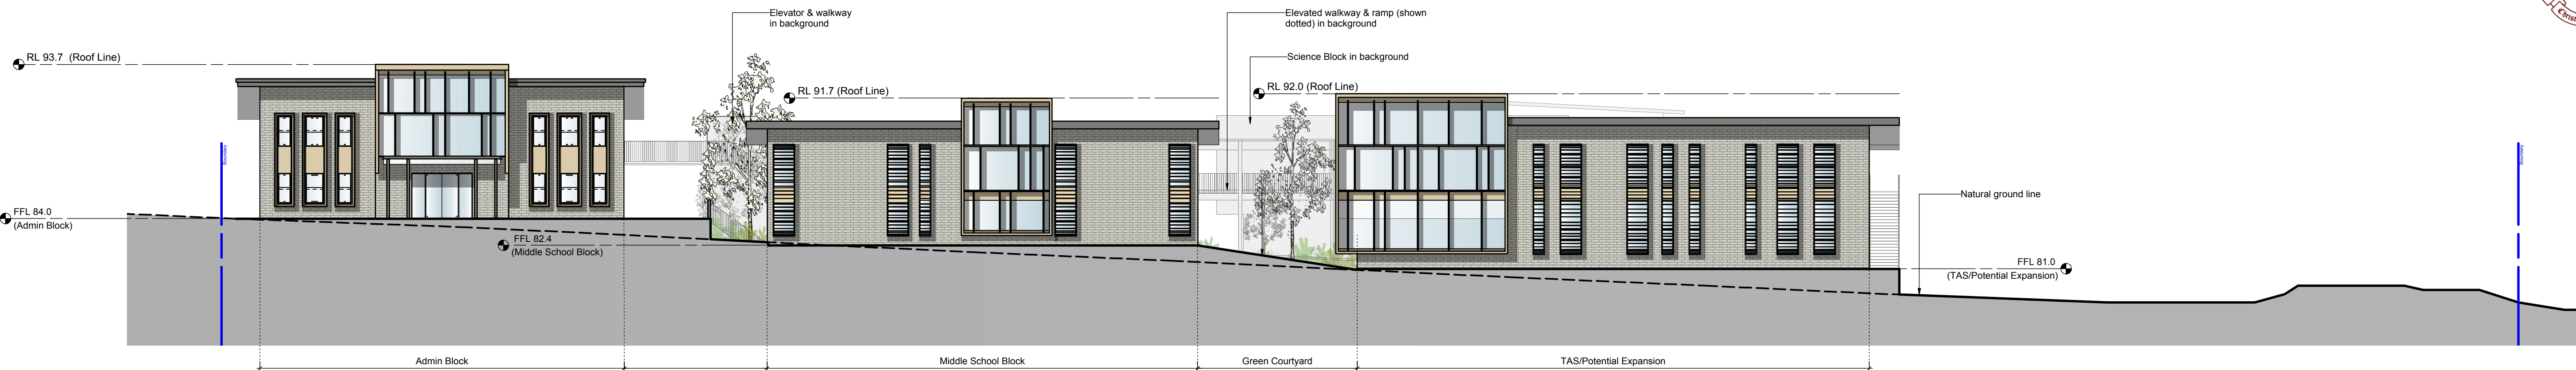 Elevator & walkway
in background
Elevated walkway & ramp (shown
dotted) in background
Christ
Science Block in background
RL 93.7 (Roof Line)
RL 91.7 (Roof Line)
RL 92.0 (Roof Line)
Boundary
Boundary
Natural ground line
FFL 84.0
(Admin Block)
FFL 82.4
(Middle School Block)
FFL 81.0
(TAS/Potential Expansion)
Admin Block
Middle School Block
Green Courtyard
TAS/Potential Expansion